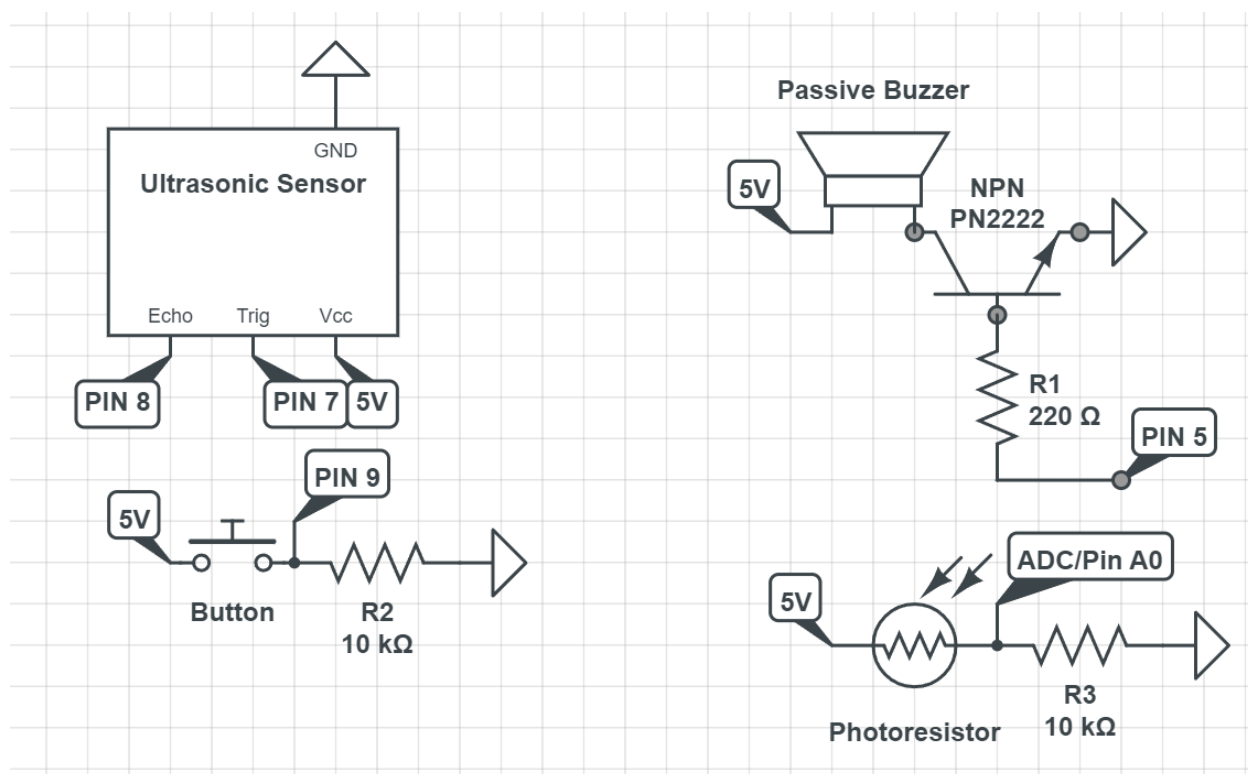 GND
Ultrasonic Sensor
Echo
Trig
Vcc
PIN 8
PIN 7
5V
5V
PIN 9
Button
R2
10 kΩ
Passive Buzzer
5V
NPN
PN2222
R1
220 Ω
PIN 5
5V
ADC/Pin A0
R3
10 kΩ
Photoresistor